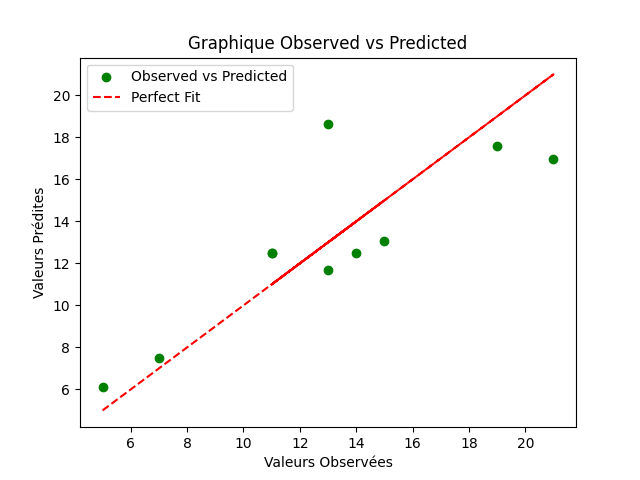 Graphique Observed vs Predicted
Observed vs Predicted
Perfect Fit
Valeurs Prédites
20
18
16
14
12
10
8
6
6 8 10 12 14 16 18 20
Valeurs Observées